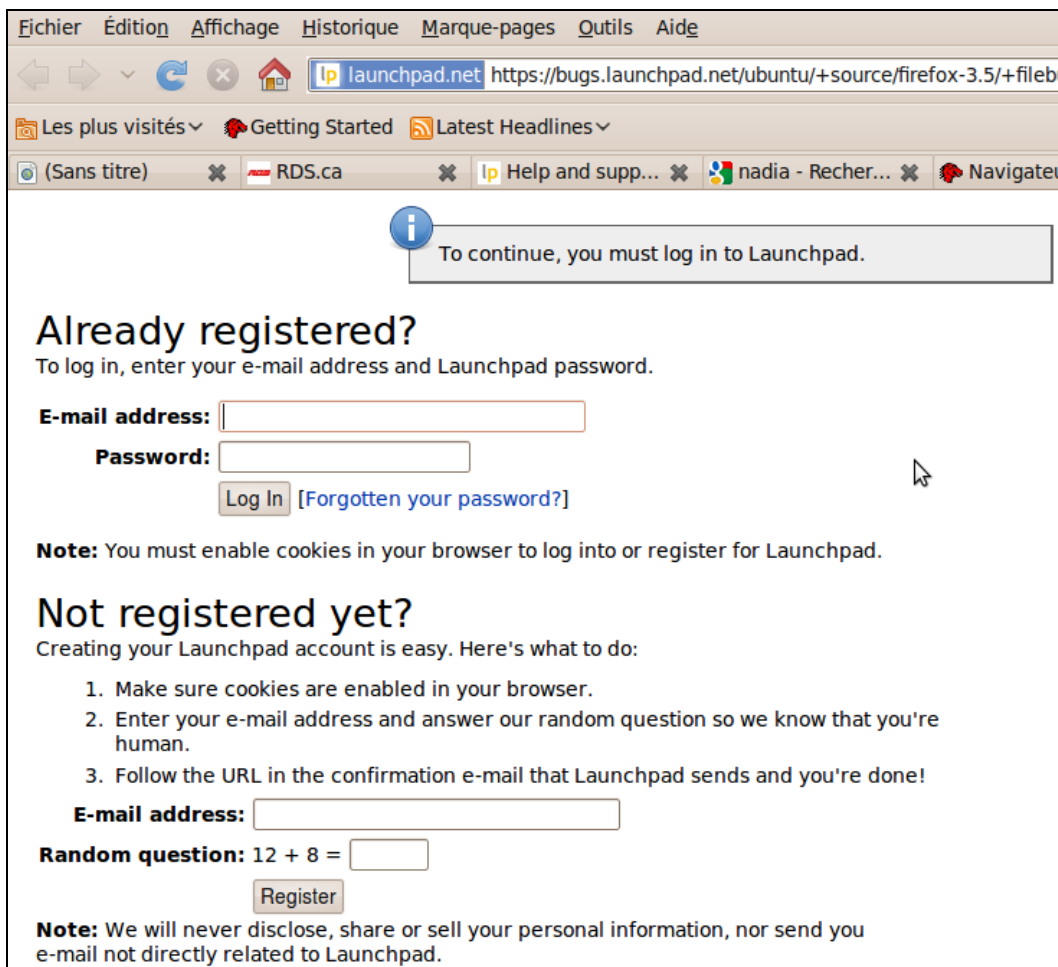 Fichier Édition Affichage Historique Marque-pages Outils Aide
lp launchpad.net https://bugs.launchpad.net/ubuntu/+source/firefox-3.5/+filebu
Les plus visités Getting Started Latest Headlines
(Sans titre) RDS.ca lp Help and supp... nadia - Recher... Navigateu
i
To continue, you must log in to Launchpad.
Already registered?
To log in, enter your e-mail address and Launchpad password.
E-mail address:
Password:
Log In [Forgotten your password?]
Note: You must enable cookies in your browser to log into or register for Launchpad.
Not registered yet?
Creating your Launchpad account is easy. Here's what to do:
1. Make sure cookies are enabled in your browser.
2. Enter your e-mail address and answer our random question so we know that you're
human.
3. Follow the URL in the confirmation e-mail that Launchpad sends and you're done!
E-mail address:
Random question: 12 + 8 =
Register
Note: We will never disclose, share or sell your personal information, nor send you
e-mail not directly related to Launchpad.